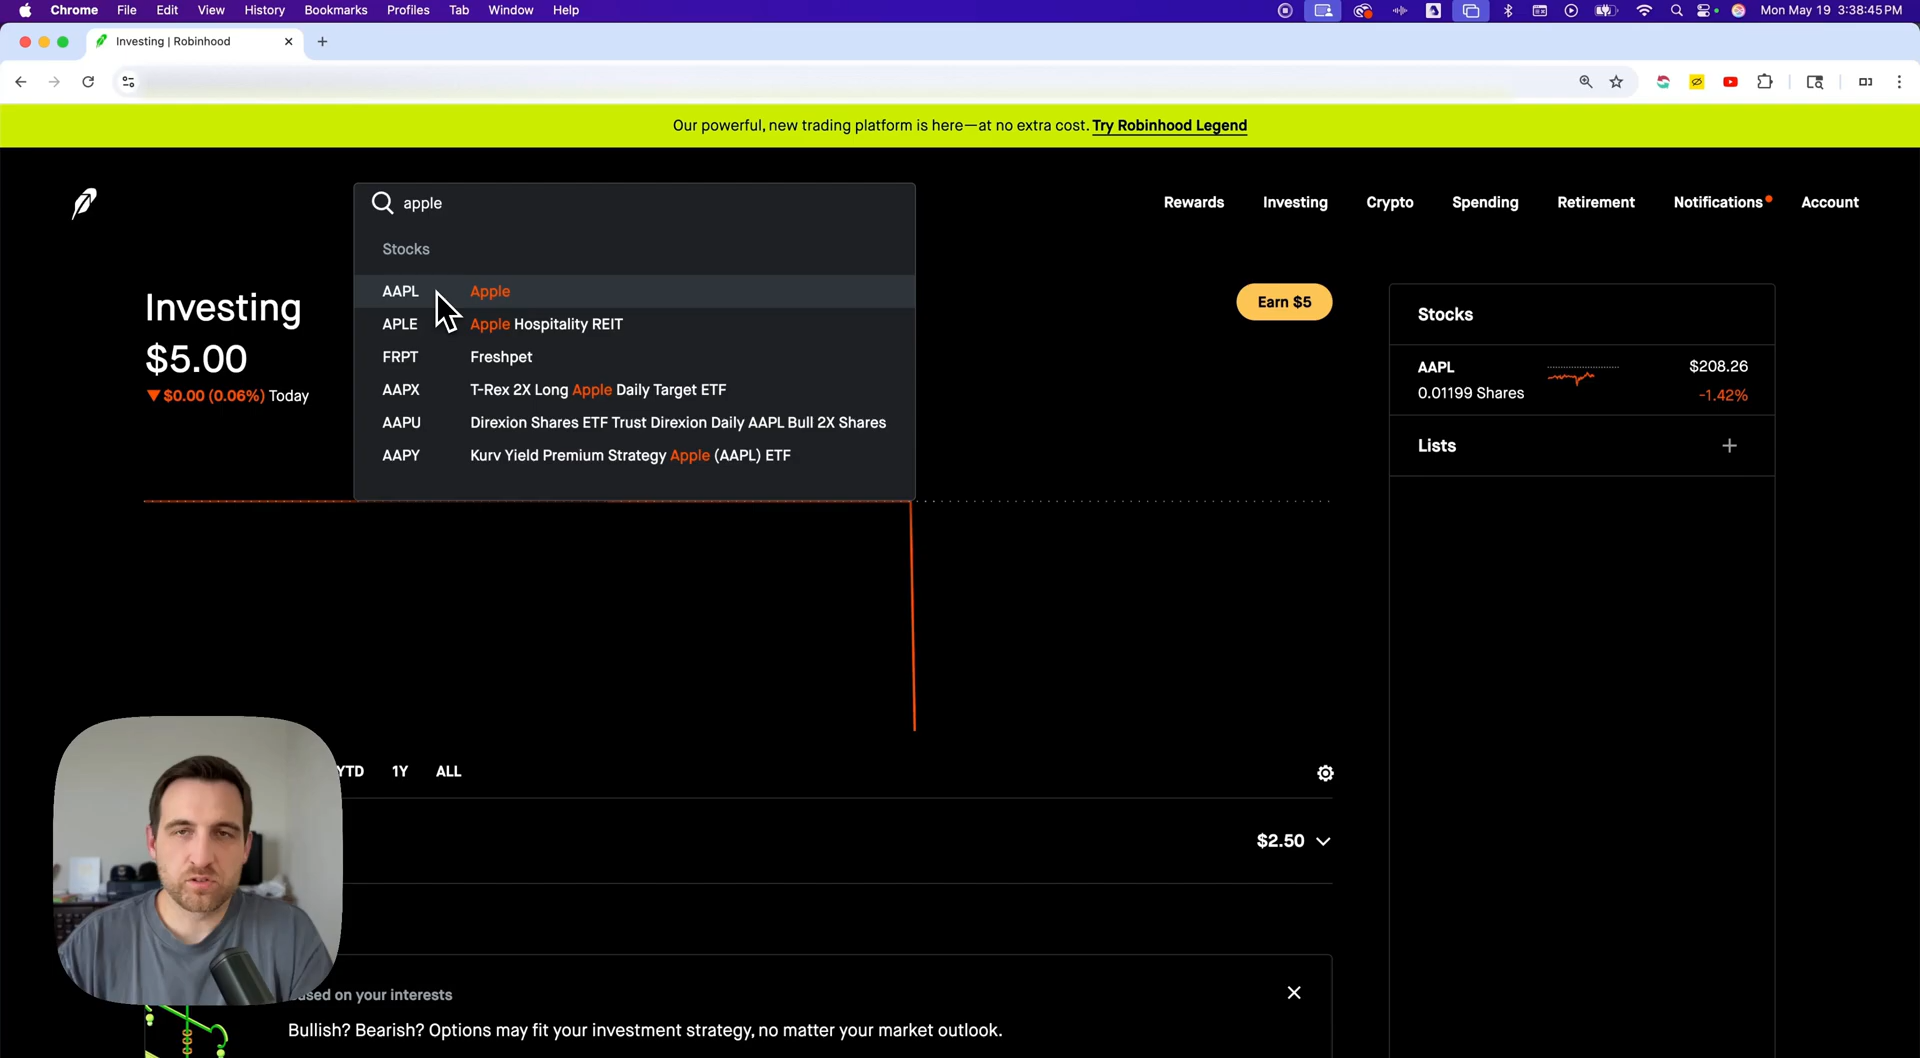 Chrome File Edit View History Bookmarks Profiles Tab Window Help Mon May 19 3:38:45 PM
Investing | Robinhood
Our powerful, new trading platform is here—at no extra cost. Try Robinhood Legend
apple
Rewards Investing Crypto Spending Retirement Notifications Account
Stocks
AAPL Apple
APLE Apple Hospitality REIT
FRPT Freshpet
AAPX T-Rex 2X Long Apple Daily Target ETF
AAPU Direxion Shares ETF Trust Direxion Daily AAPL Bull 2X Shares
AAPY Kurv Yield Premium Strategy Apple (AAPL) ETF
Investing
$5.00
▼$0.00 (0.06%) Today
Earn $5
Stocks
AAPL $208.26
0.01199 Shares -1.42%
Lists +
YTD 1Y ALL
$2.50
on your interests
Bullish? Bearish? Options may fit your investment strategy, no matter your market outlook.